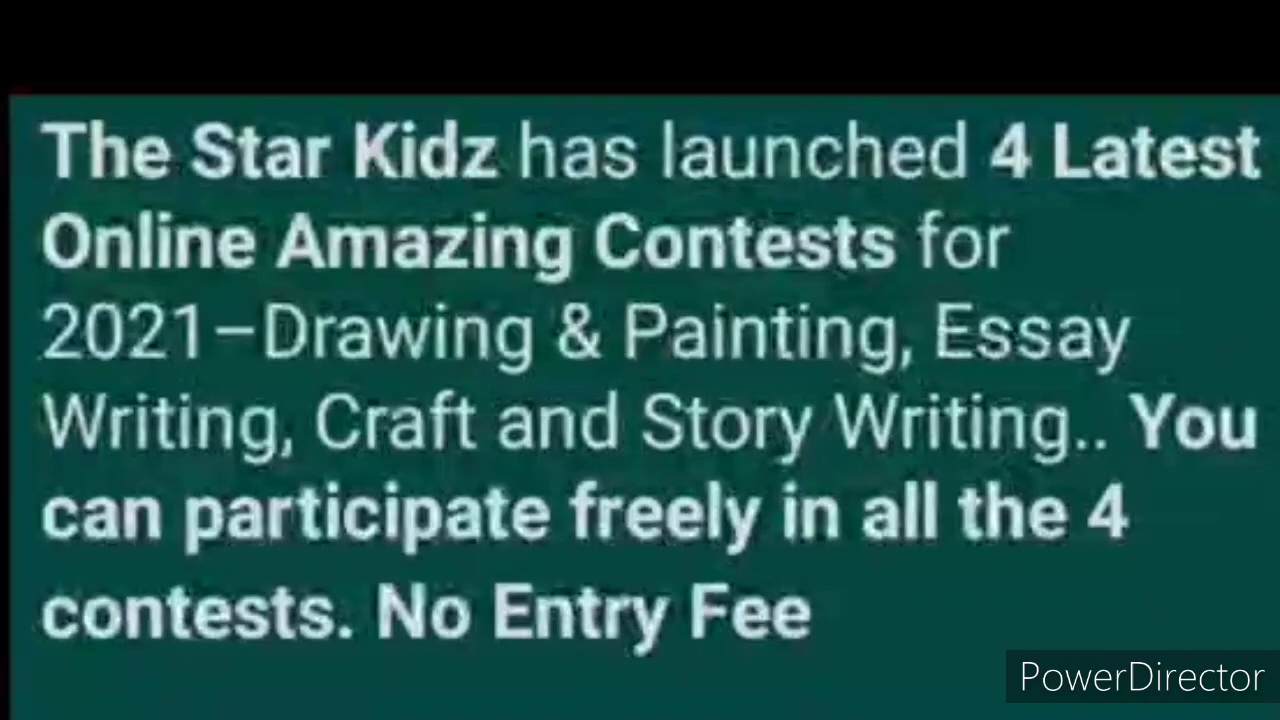 The Star Kidz has launched 4 Latest
Online Amazing Contests for
2021–Drawing & Painting, Essay
Writing, Craft and Story Writing.. You
can participate freely in all the 4
contests. No Entry Fee
PowerDirector